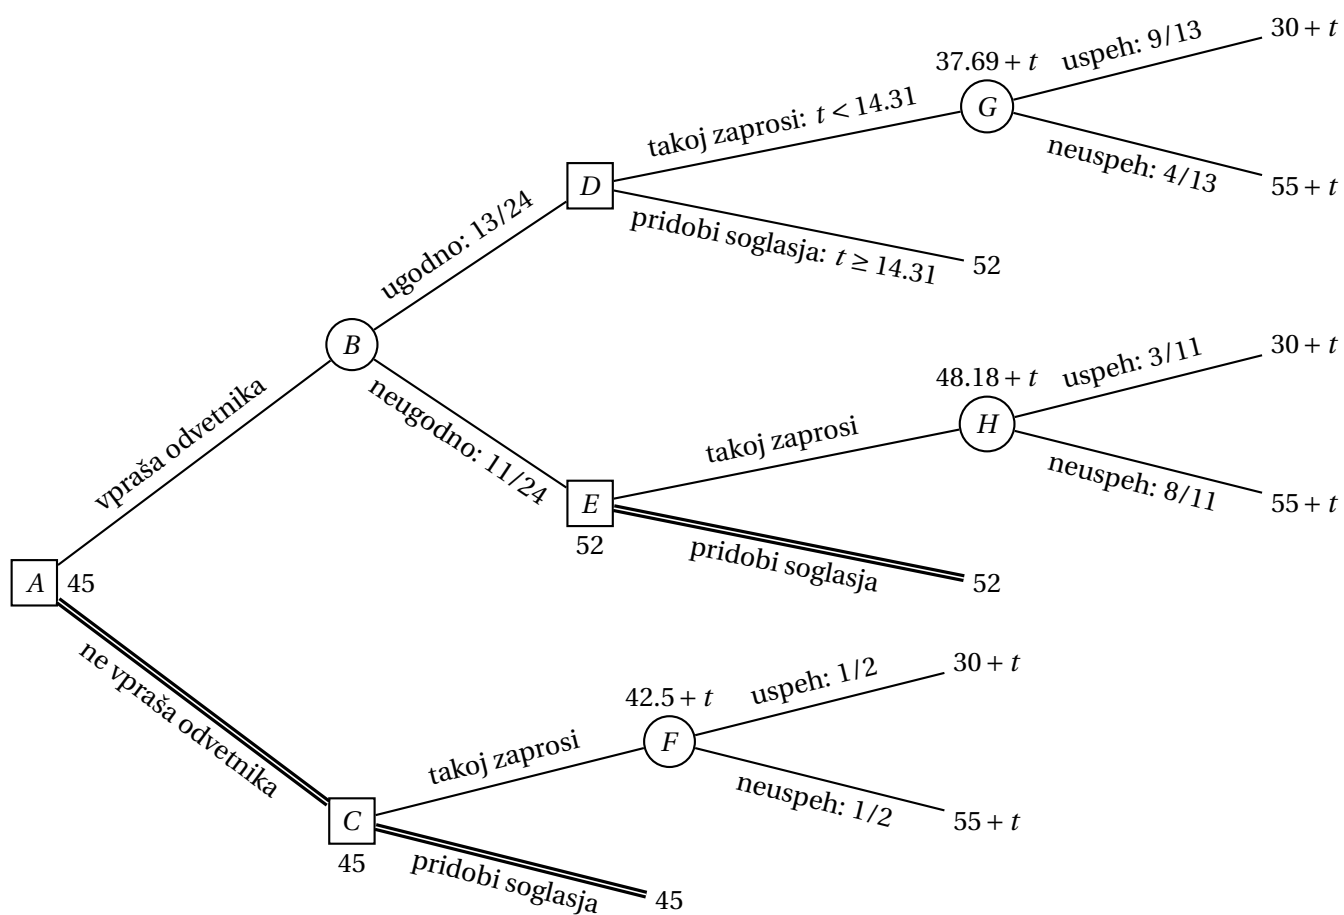 30 + t
uspeh: 9/13
37.69 + t
G
takoj zaprosi: t < 14.31
neuspeh: 4/13
55 + t
D
ugodno: 13/24
pridobi soglasja: t ≥ 14.31
52
B
30 + t
uspeh: 3/11
48.18 + t
H
neugodno: 11/24
takoj zaprosi
neuspeh: 8/11
55 + t
vpraša odvetnika
E
52
pridobi soglasja
52
A
45
ne vpraša odvetnika
30 + t
uspeh: 1/2
42.5 + t
F
takoj zaprosi
neuspeh: 1/2
55 + t
C
45
pridobi soglasja
45